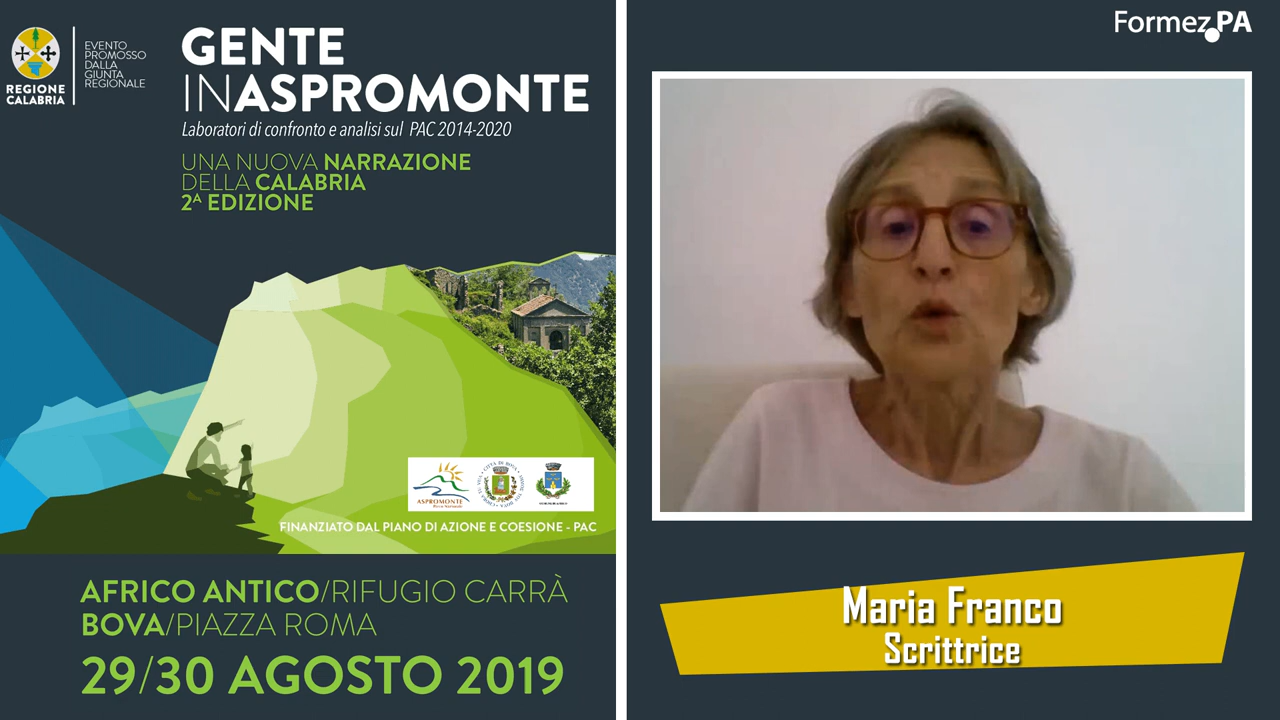 REGIONE
CALABRIA
EVENTO
PROMOSSO
DALLA
GIUNTA
REGIONALE
GENTE
INASPROMONTE
Laboratori di confronto e analisi sul PAC 2014-2020
UNA NUOVA NARRAZIONE
DELLA CALABRIA
2ᴬ EDIZIONE
ASPROMONTE
FINANZIATO DAL PIANO DI AZIONE E COESIONE - PAC
AFRICO ANTICO/RIFUGIO CARRÀ
BOVA/PIAZZA ROMA
29/30 AGOSTO 2019
Formez.PA
Maria Franco
Scrittrice